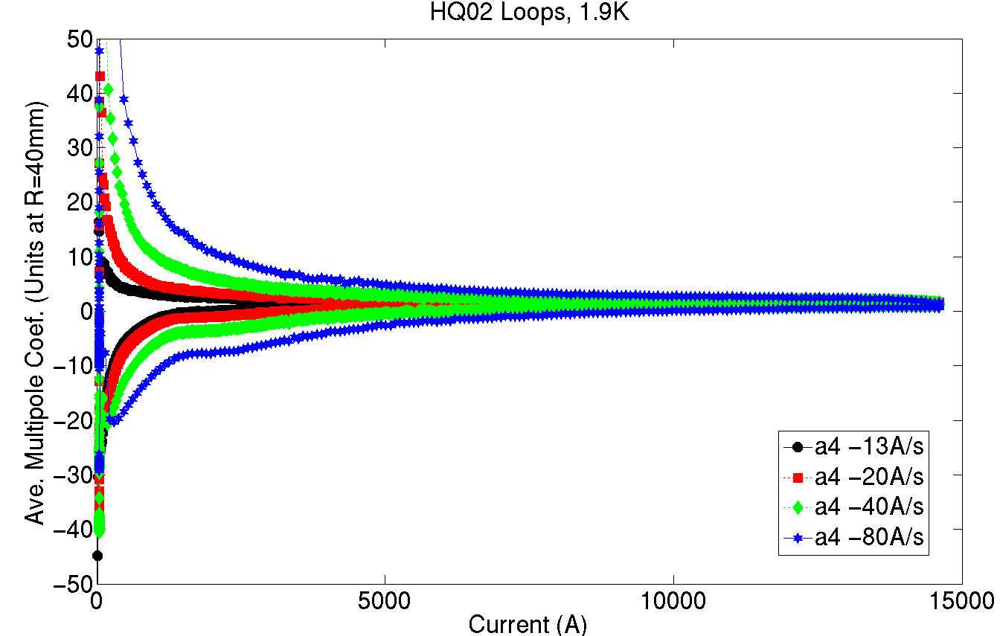 HQ02 Loops, 1.9K
Ave. Multipole Coef. (Units at R=40mm)
50
40
30
20
10
0
−10
−20
−30
−40
−50
0
5000
10000
15000
Current (A)
a4 −13A/s
a4 −20A/s
a4 −40A/s
a4 −80A/s